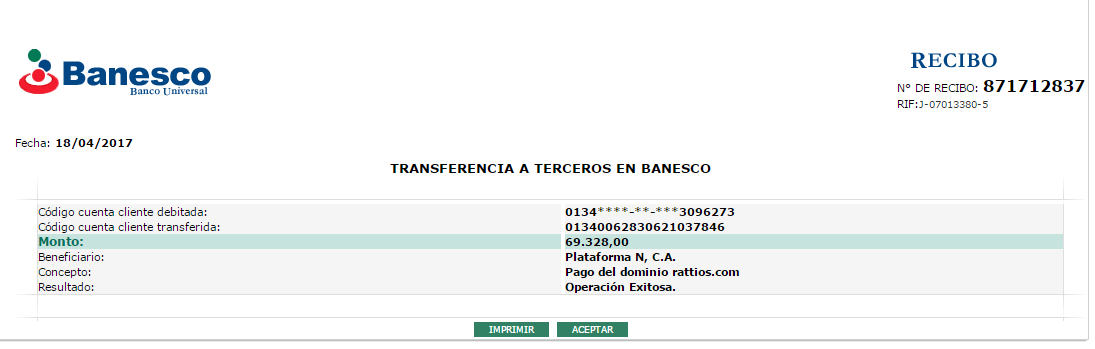 Banesco
Banco Universal
RECIBO
N° DE RECIBO: 871712837
RIF:J-07013380-5
Fecha: 18/04/2017
TRANSFERENCIA A TERCEROS EN BANESCO
Código cuenta cliente debitada: 0134****-**-***3096273
Código cuenta cliente transferida: 01340062830621037846
Monto: 69.328,00
Beneficiario: Plataforma N, C.A.
Concepto: Pago del dominio rattios.com
Resultado: Operación Exitosa.
IMPRIMIR ACEPTAR